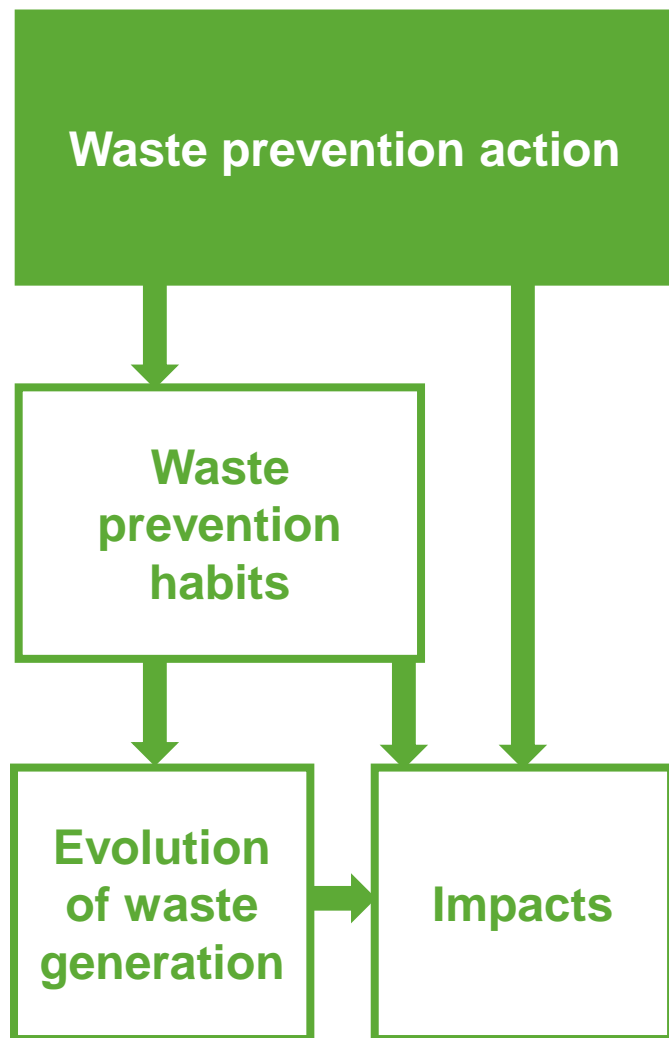 Waste prevention action
Waste
prevention
habits
Evolution
of waste
generation
Impacts